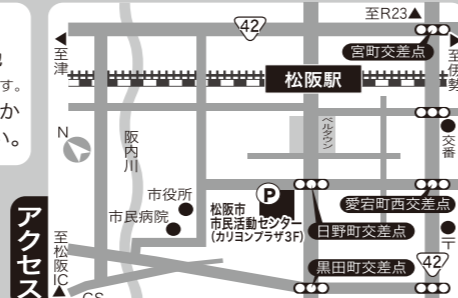 至R23▲
42
宮町交差点
▲至津
至伊勢▼
松阪駅
す。
か
い。
N
阪内川
ベルタウン
交番
市役所
市民病院
P
松阪市
市民活動センター
(カリヨンプラザ3F)
愛宕町西交差点
日野町交差点
〒
アクセス
至松阪IC▲
黒田町交差点
42
GS